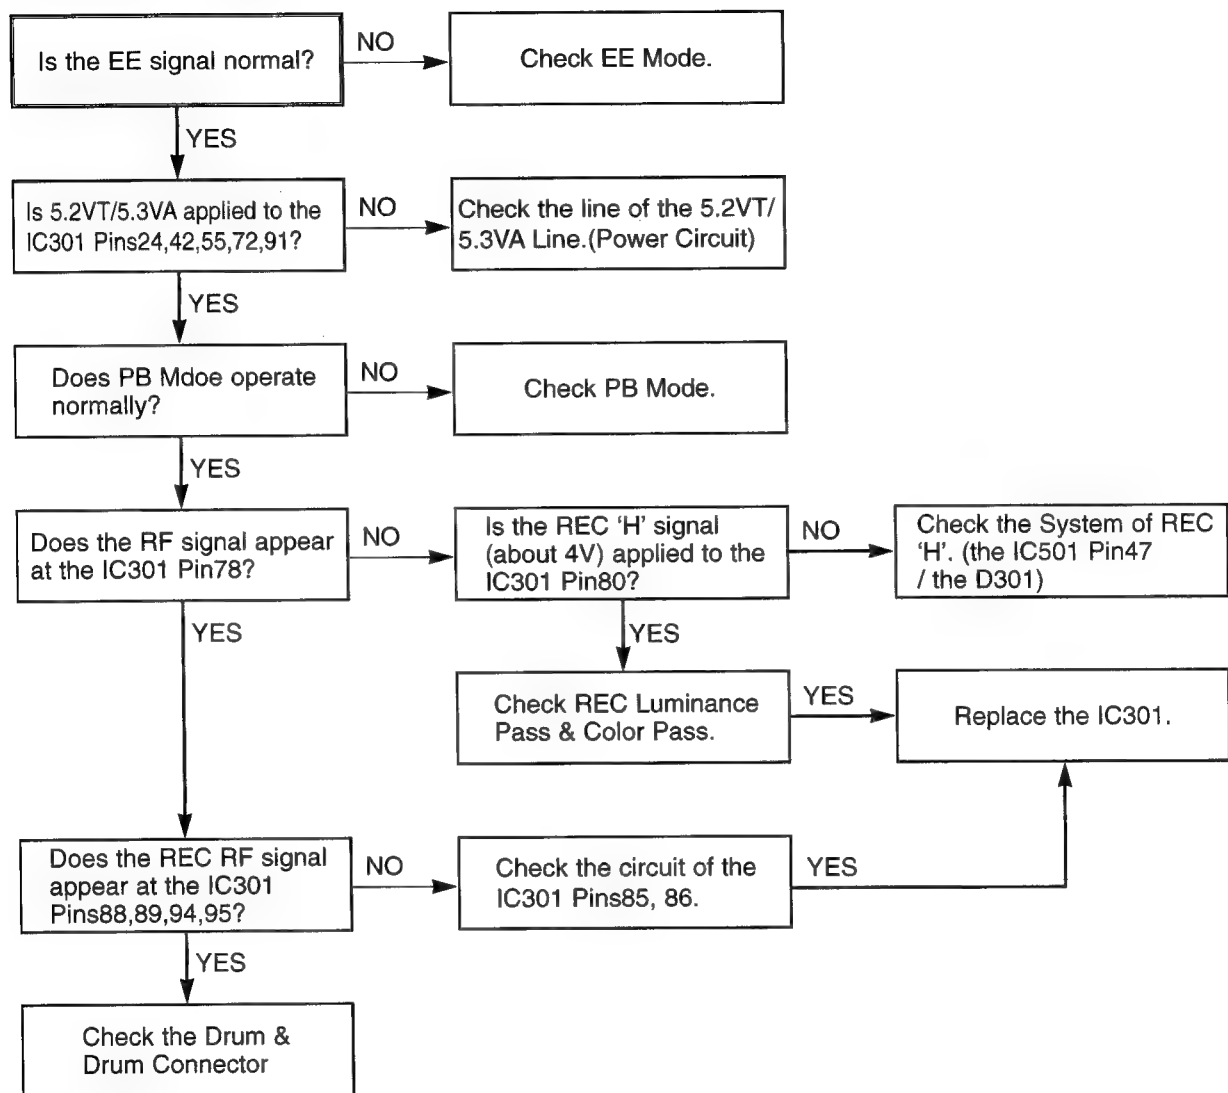 Is the EE signal normal?
NO
Check EE Mode.
YES
Is 5.2VT/5.3VA applied to the
IC301 Pins24,42,55,72,91?
NO
Check the line of the 5.2VT/
5.3VA Line.(Power Circuit)
YES
Does PB Mdoe operate
normally?
NO
Check PB Mode.
YES
Does the RF signal appear
at the IC301 Pin78?
NO
Is the REC 'H' signal
(about 4V) applied to the
IC301 Pin80?
NO
Check the System of REC
'H'. (the IC501 Pin47
/ the D301)
YES
YES
Check REC Luminance
Pass & Color Pass.
YES
Replace the IC301.
Does the REC RF signal
appear at the IC301
Pins88,89,94,95?
NO
Check the circuit of the
IC301 Pins85, 86.
YES
YES
Check the Drum &
Drum Connector